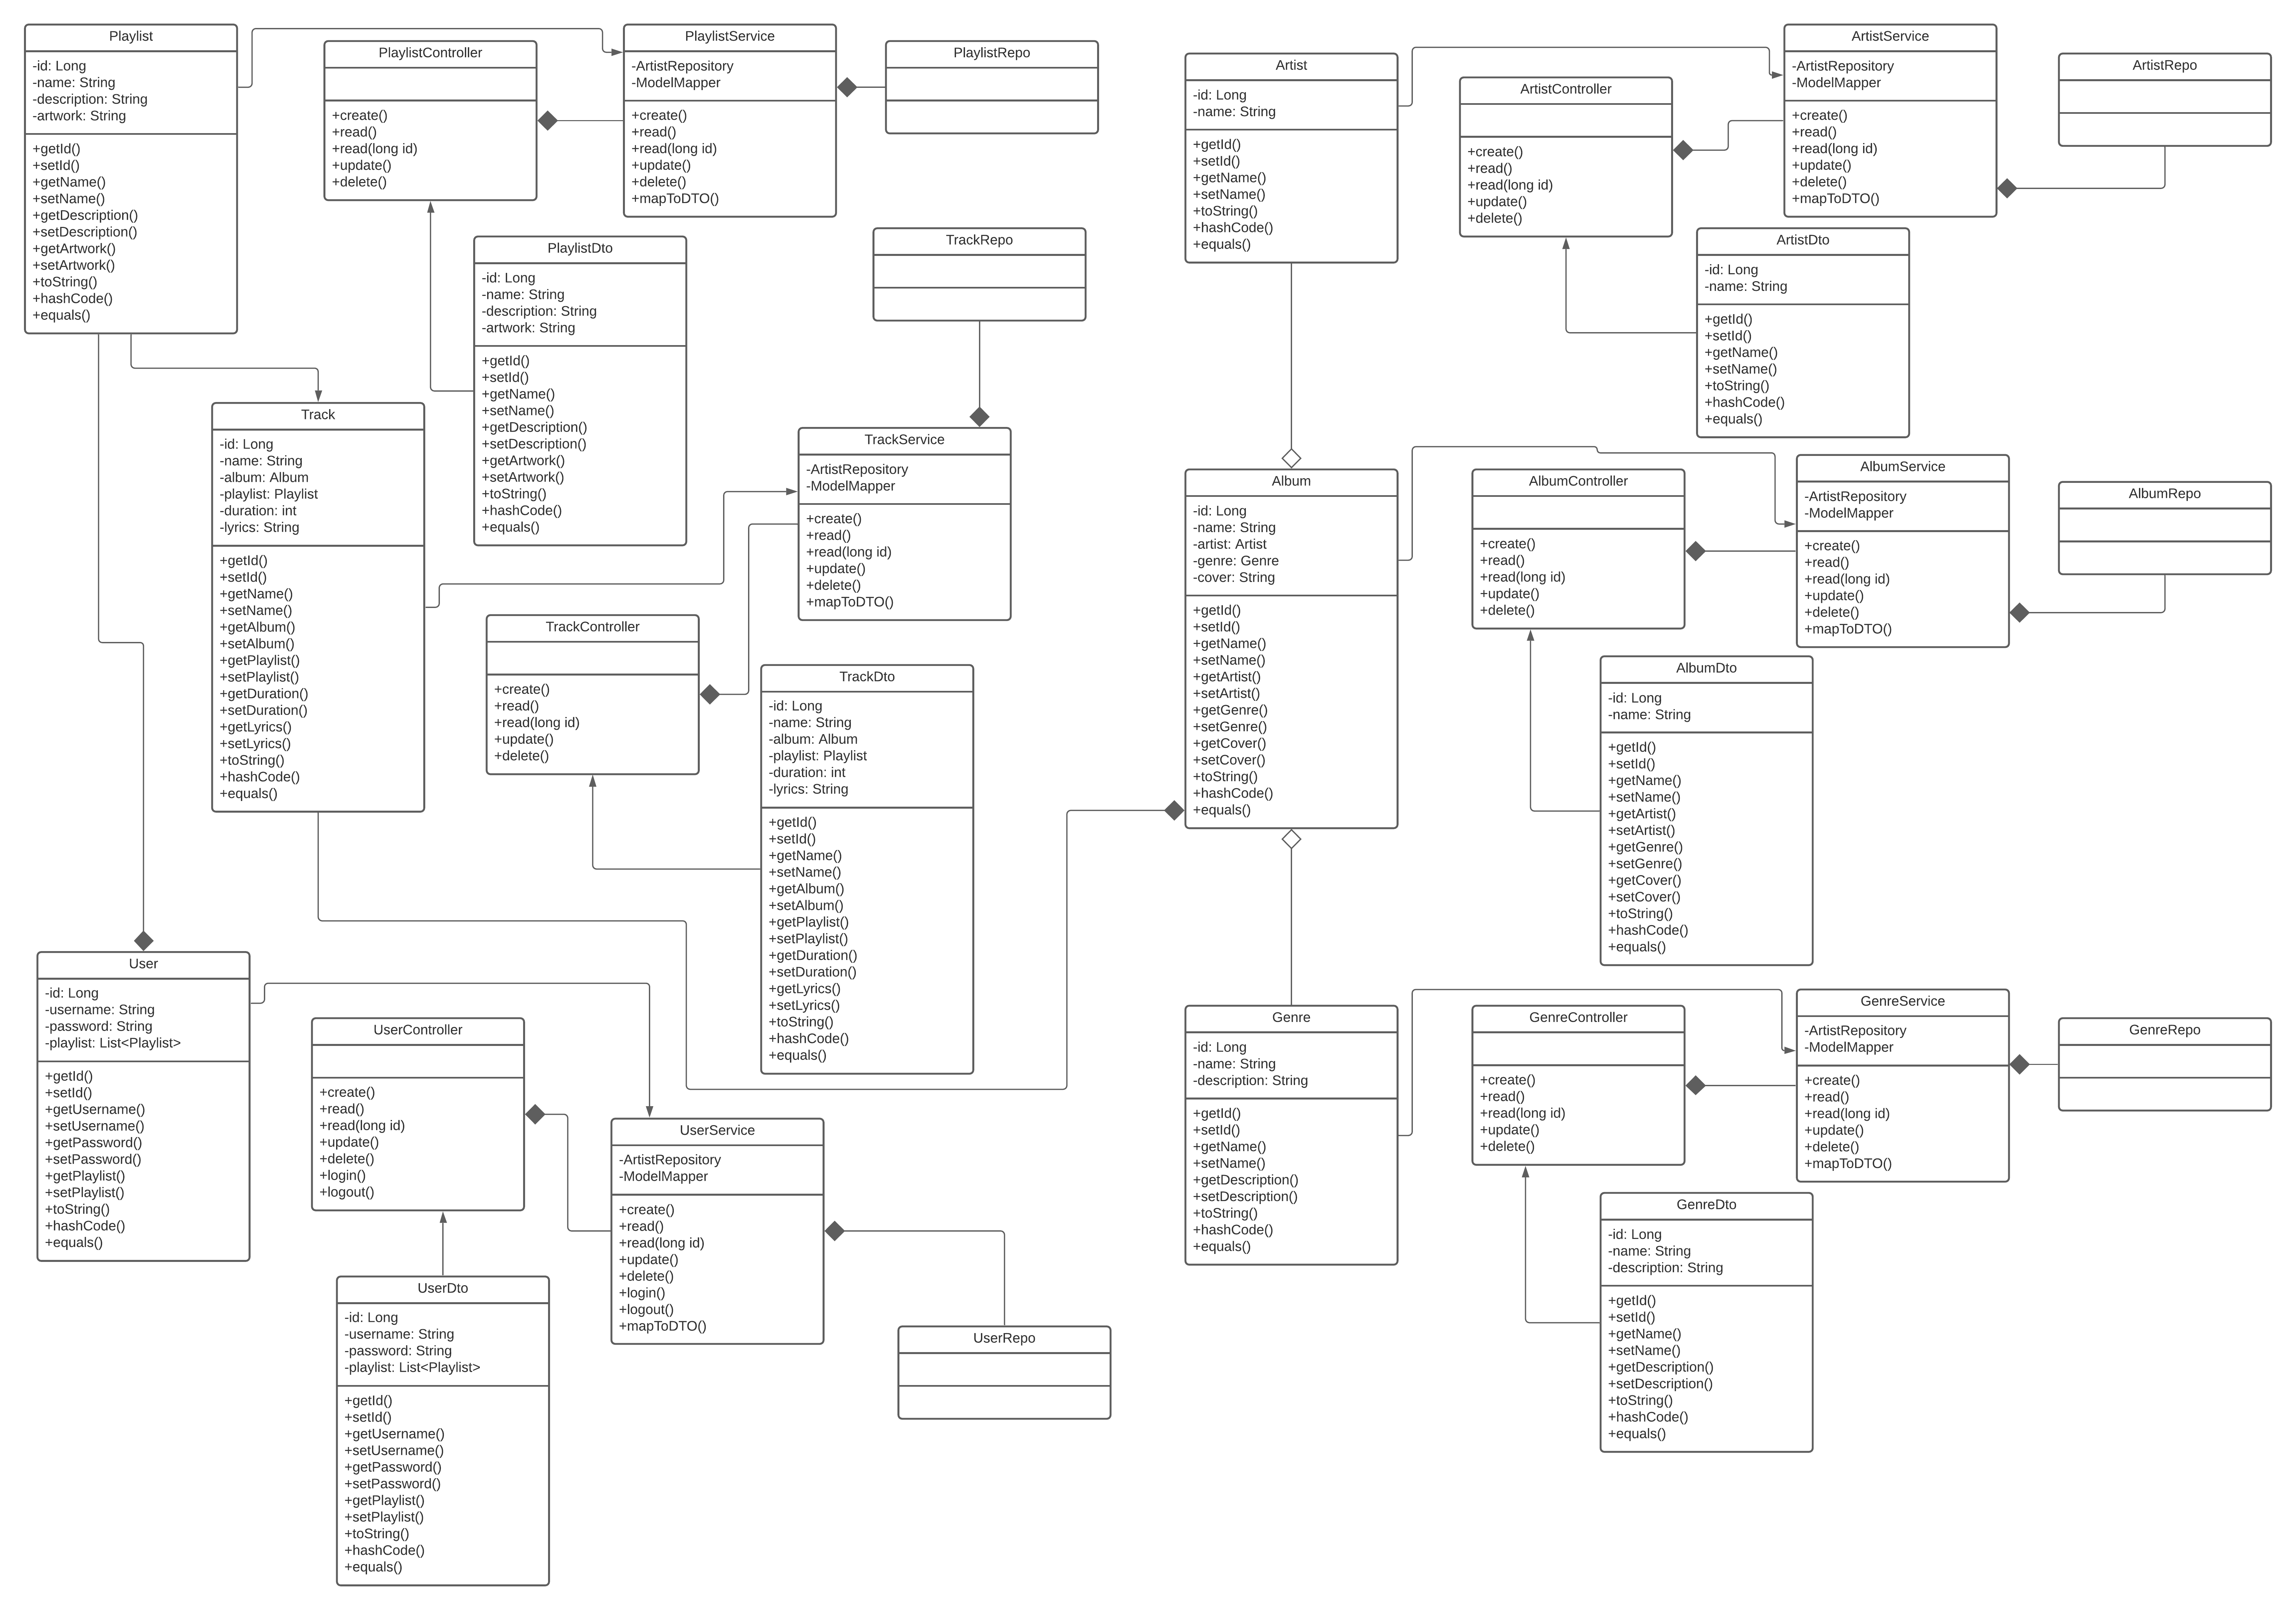 Playlist
-id: Long
-name: String
-description: String
-artwork: String
+getId()
+setId()
+getName()
+setName()
+getDescription()
+setDescription()
+getArtwork()
+setArtwork()
+toString()
+hashCode()
+equals()
PlaylistController
+create()
+read()
+read(long id)
+update()
+delete()
PlaylistService
-ArtistRepository
-ModelMapper
+create()
+read()
+read(long id)
+update()
+delete()
+mapToDTO()
PlaylistRepo
PlaylistDto
-id: Long
-name: String
-description: String
-artwork: String
+getId()
+setId()
+getName()
+setName()
+getDescription()
+setDescription()
+getArtwork()
+setArtwork()
+toString()
+hashCode()
+equals()
TrackRepo
Track
-id: Long
-name: String
-album: Album
-playlist: Playlist
-duration: int
-lyrics: String
+getId()
+setId()
+getName()
+setName()
+getAlbum()
+setAlbum()
+getPlaylist()
+setPlaylist()
+getDuration()
+setDuration()
+getLyrics()
+setLyrics()
+toString()
+hashCode()
+equals()
TrackService
-ArtistRepository
-ModelMapper
+create()
+read()
+read(long id)
+update()
+delete()
+mapToDTO()
TrackController
+create()
+read()
+read(long id)
+update()
+delete()
TrackDto
-id: Long
-name: String
-album: Album
-playlist: Playlist
-duration: int
-lyrics: String
+getId()
+setId()
+getName()
+setName()
+getAlbum()
+setAlbum()
+getPlaylist()
+setPlaylist()
+getDuration()
+setDuration()
+getLyrics()
+setLyrics()
+toString()
+hashCode()
+equals()
User
-id: Long
-username: String
-password: String
-playlist: List<Playlist>
+getId()
+setId()
+getUsername()
+setUsername()
+getPassword()
+setPassword()
+getPlaylist()
+setPlaylist()
+toString()
+hashCode()
+equals()
UserController
+create()
+read()
+read(long id)
+update()
+delete()
+login()
+logout()
UserService
-ArtistRepository
-ModelMapper
+create()
+read()
+read(long id)
+update()
+delete()
+login()
+logout()
+mapToDTO()
UserDto
-id: Long
-username: String
-password: String
-playlist: List<Playlist>
+getId()
+setId()
+getUsername()
+setUsername()
+getPassword()
+setPassword()
+getPlaylist()
+setPlaylist()
+toString()
+hashCode()
+equals()
UserRepo
Artist
-id: Long
-name: String
+getId()
+setId()
+getName()
+setName()
+toString()
+hashCode()
+equals()
ArtistController
+create()
+read()
+read(long id)
+update()
+delete()
ArtistService
-ArtistRepository
-ModelMapper
+create()
+read()
+read(long id)
+update()
+delete()
+mapToDTO()
ArtistRepo
ArtistDto
-id: Long
-name: String
+getId()
+setId()
+getName()
+setName()
+toString()
+hashCode()
+equals()
Album
-id: Long
-name: String
-artist: Artist
-genre: Genre
-cover: String
+getId()
+setId()
+getName()
+setName()
+getArtist()
+setArtist()
+getGenre()
+setGenre()
+getCover()
+setCover()
+toString()
+hashCode()
+equals()
AlbumController
+create()
+read()
+read(long id)
+update()
+delete()
AlbumService
-ArtistRepository
-ModelMapper
+create()
+read()
+read(long id)
+update()
+delete()
+mapToDTO()
AlbumRepo
AlbumDto
-id: Long
-name: String
+getId()
+setId()
+getName()
+setName()
+getArtist()
+setArtist()
+getGenre()
+setGenre()
+getCover()
+setCover()
+toString()
+hashCode()
+equals()
Genre
-id: Long
-name: String
-description: String
+getId()
+setId()
+getName()
+setName()
+getDescription()
+setDescription()
+toString()
+hashCode()
+equals()
GenreController
+create()
+read()
+read(long id)
+update()
+delete()
GenreService
-ArtistRepository
-ModelMapper
+create()
+read()
+read(long id)
+update()
+delete()
+mapToDTO()
GenreRepo
GenreDto
-id: Long
-name: String
-description: String
+getId()
+setId()
+getName()
+setName()
+getDescription()
+setDescription()
+toString()
+hashCode()
+equals()